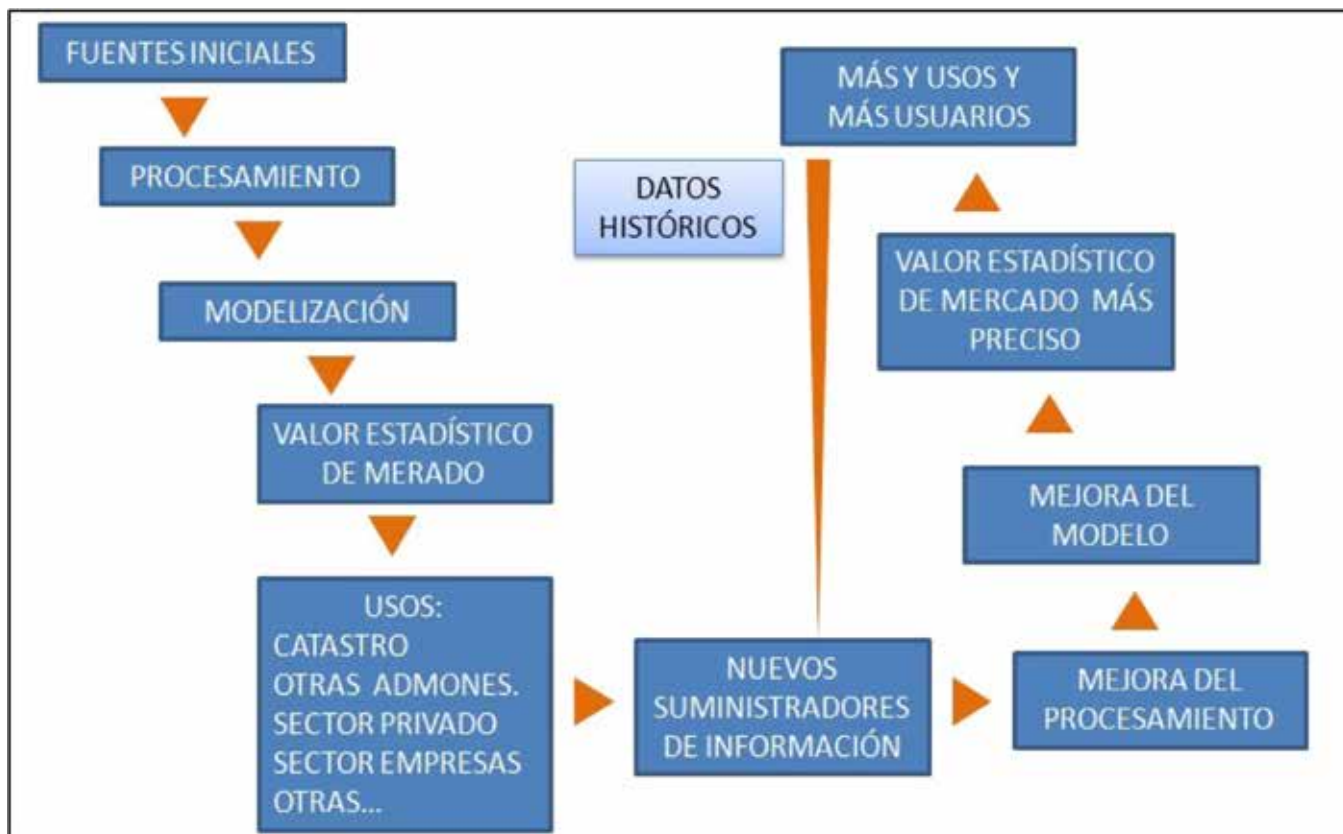 FUENTES INICIALES
PROCESAMIENTO
MODELIZACIÓN
VALOR ESTADÍSTICO
DE MERADO
USOS:
CATASTRO
OTRAS ADMONES.
SECTOR PRIVADO
SECTOR EMPRESAS
OTRAS...
NUEVOS
SUMINISTRADORES
DE INFORMACIÓN
MEJORA DEL
PROCESAMIENTO
MEJORA DEL
MODELO
VALOR ESTADÍSTICO
DE MERCADO MÁS
PRECISO
MÁS Y USOS Y
MÁS USUARIOS
DATOS
HISTÓRICOS